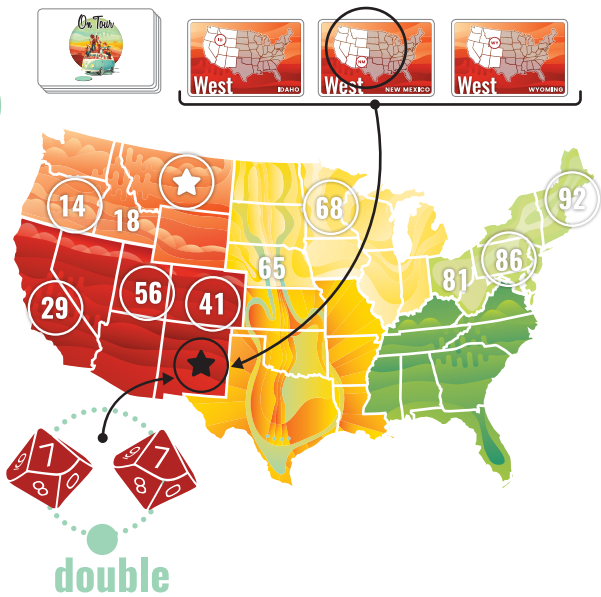 On Tour
ID
West
IDAHO
NM
West
NEW MEXICO
WY
West
WYOMING
14
18
68
92
65
86
81
29
56
41
7
9
8
0
7
9
8
0
double